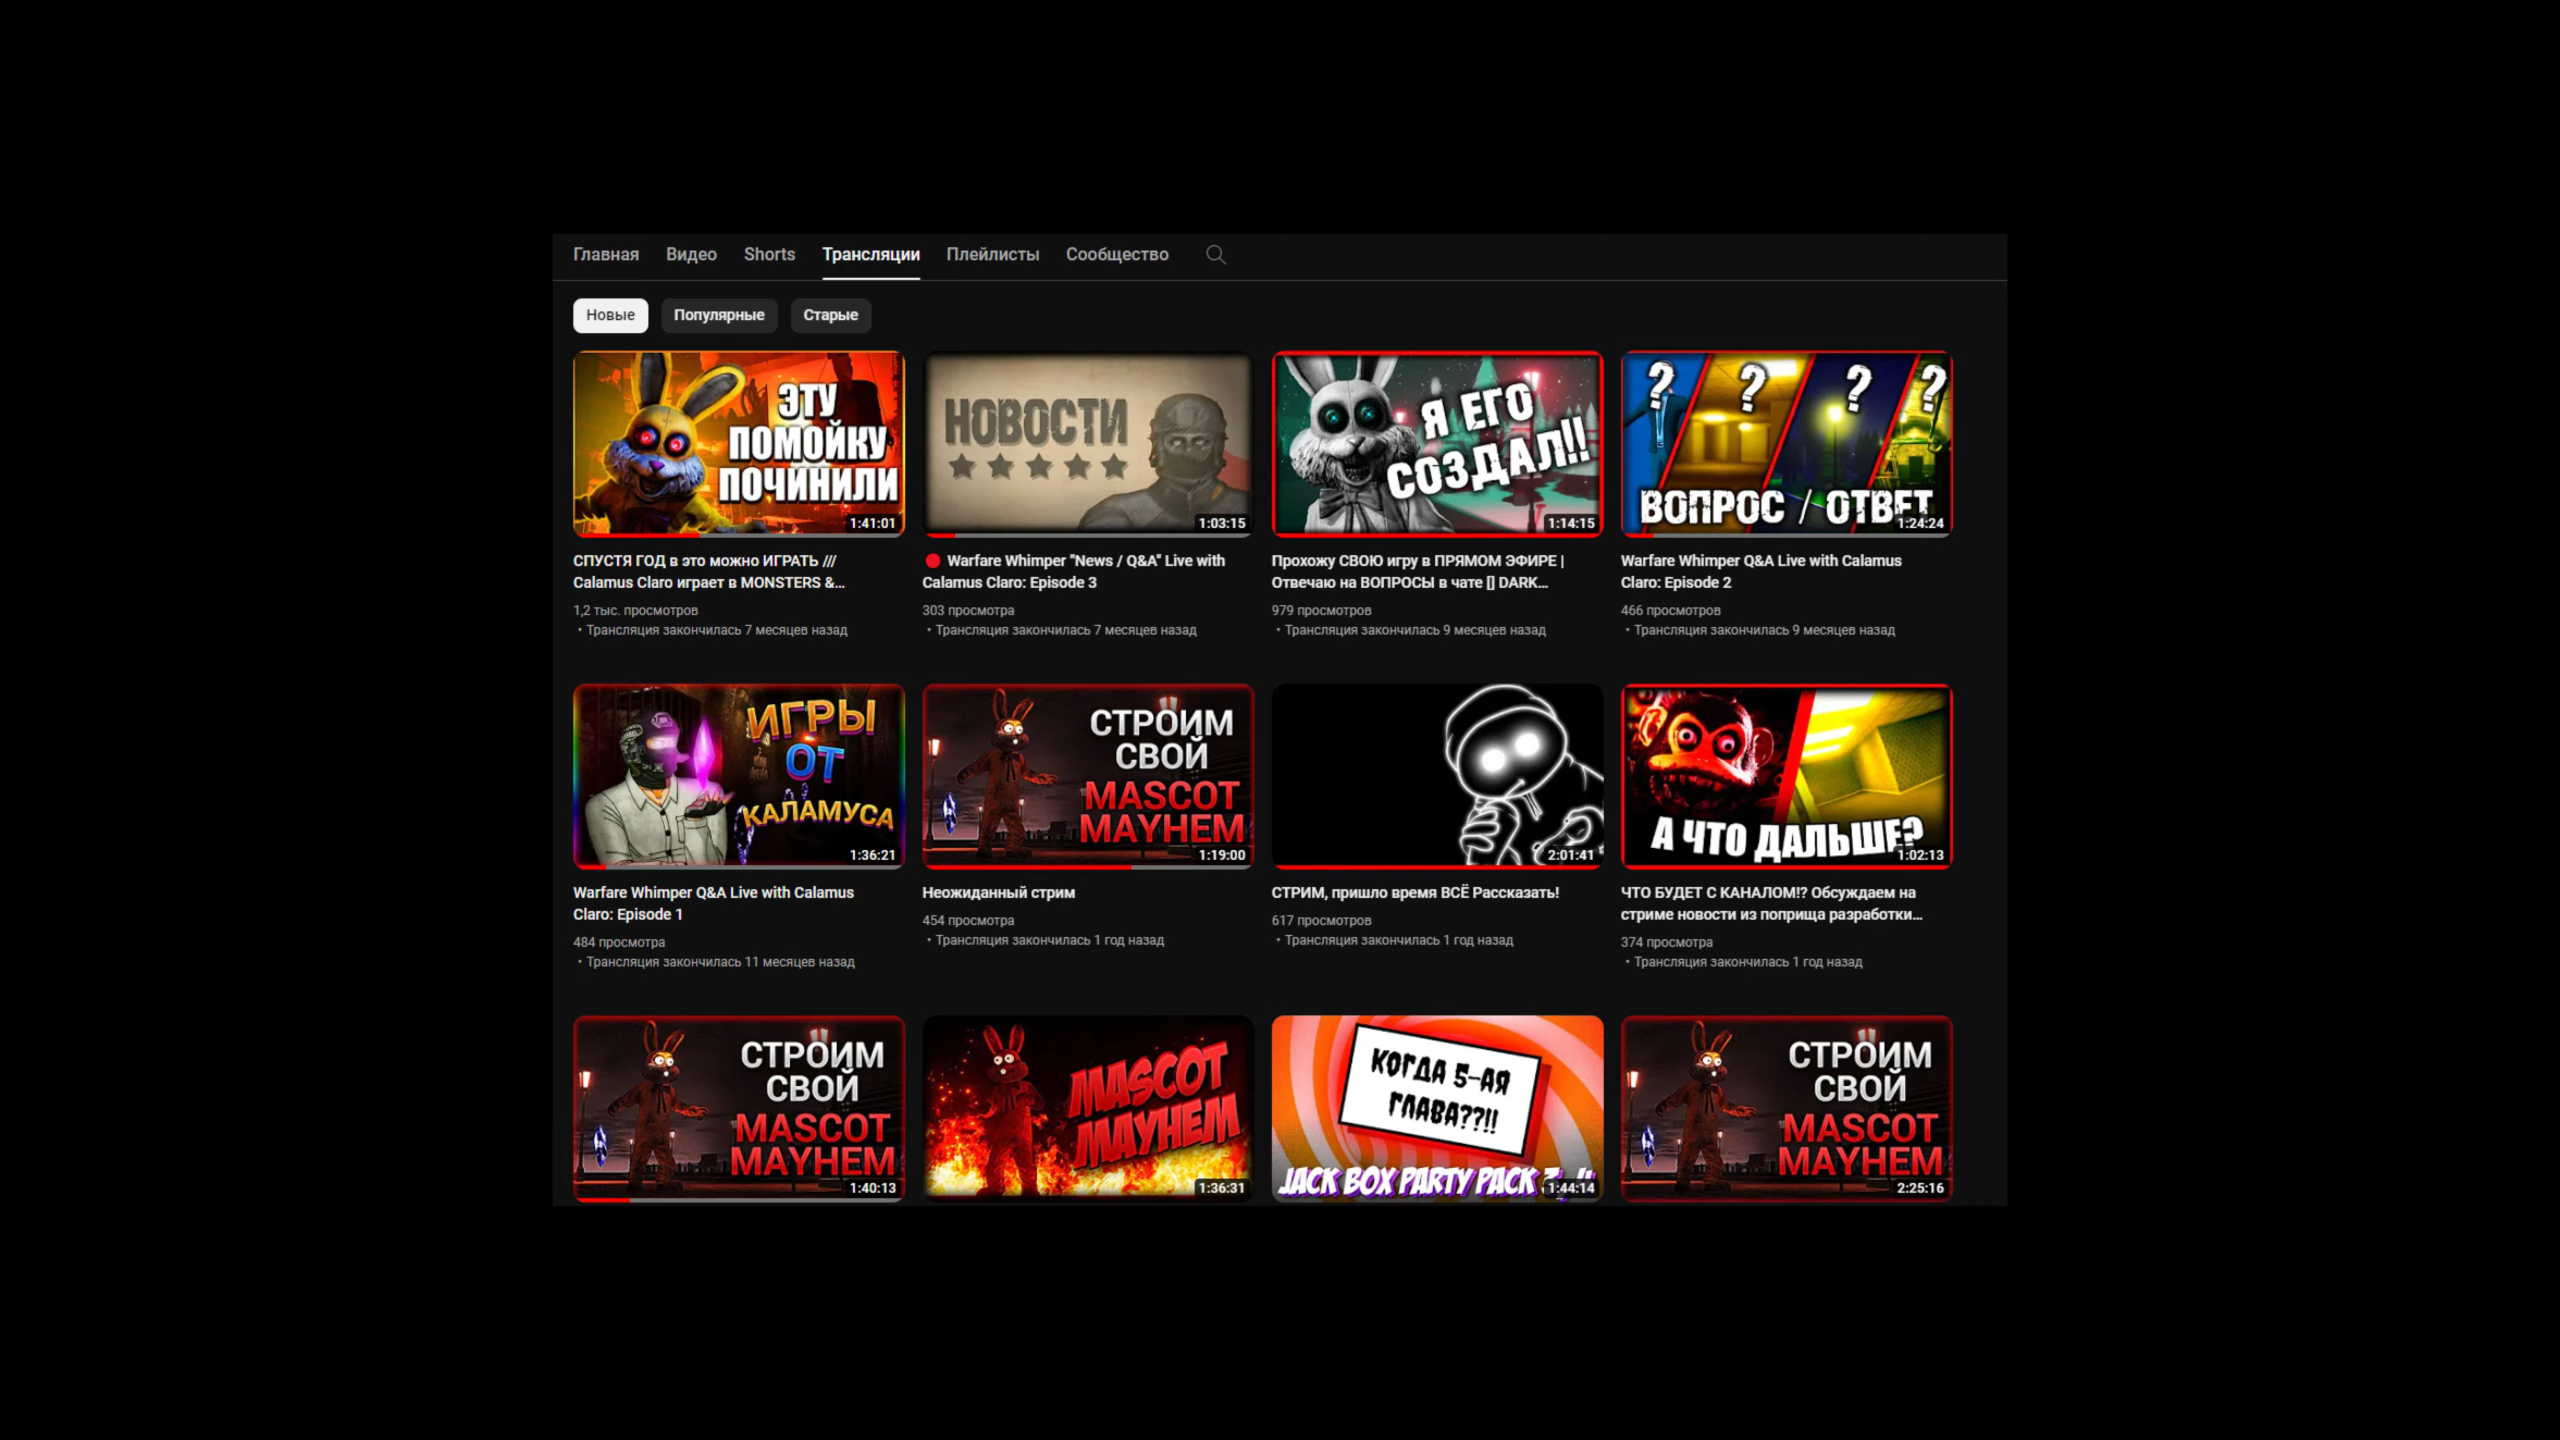 Главная Видео Shorts Трансляции Плейлисты Сообщество
Новые Популярные Старые
ЭТУ
ПОМОЙКУ
ПОЧИНИЛИ
1:41:01
НОВОСТИ
1:03:15
Я ЕГО
СОЗДАЛ!!
1:14:15
? ? ? ?
ВОПРОС / ОТВЕТ
1:24:24
СПУСТЯ ГОД в это можно ИГРАТЬ ///
Calamus Claro играет в MONSTERS &...
1,2 тыс. просмотров
• Трансляция закончилась 7 месяцев назад
🔴 Warfare Whimper "News / Q&A" Live with
Calamus Claro: Episode 3
303 просмотра
• Трансляция закончилась 7 месяцев назад
Прохожу СВОЮ игру в ПРЯМОМ ЭФИРЕ |
Отвечаю на ВОПРОСЫ в чате [] DARK...
979 просмотров
• Трансляция закончилась 9 месяцев назад
Warfare Whimper Q&A Live with Calamus
Claro: Episode 2
466 просмотров
• Трансляция закончилась 9 месяцев назад
ИГРЫ
ОТ
КАЛАМУСА
1:36:21
СТРОИМ
СВОЙ
MASCOT
MAYHEM
1:19:00
2:01:41
А ЧТО ДАЛЬШЕ?
1:02:13
Warfare Whimper Q&A Live with Calamus
Claro: Episode 1
484 просмотра
• Трансляция закончилась 11 месяцев назад
Неожиданный стрим
454 просмотра
• Трансляция закончилась 1 год назад
СТРИМ, пришло время ВСЁ Рассказать!
617 просмотров
• Трансляция закончилась 1 год назад
ЧТО БУДЕТ С КАНАЛОМ!? Обсуждаем на
стриме новости из поприща разработки...
374 просмотра
• Трансляция закончилась 1 год назад
СТРОИМ
СВОЙ
MASCOT
MAYHEM
1:40:13
MASCOT
MAYHEM
1:36:31
КОГДА 5-АЯ
ГЛАВА??!!
JACK BOX PARTY PACK
1:44:14
СТРОИМ
СВОЙ
MASCOT
MAYHEM
2:25:16